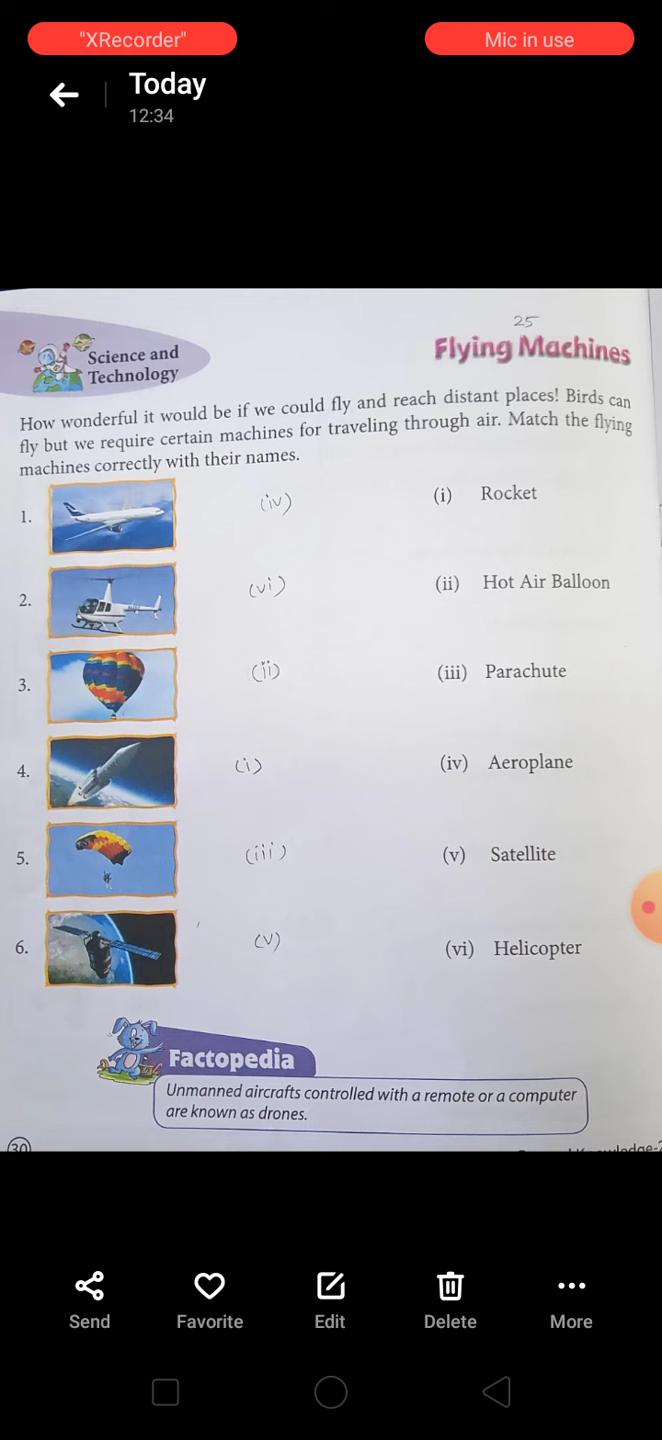 "XRecorder"
Mic in use
Today
12:34
25
Science and
Technology
Flying Machines
How wonderful it would be if we could fly and reach distant places! Birds can
fly but we require certain machines for traveling through air. Match the flying
machines correctly with their names.
1. (iv) (i) Rocket
2. (vi) (ii) Hot Air Balloon
3. (ii) (iii) Parachute
4. (i) (iv) Aeroplane
5. (iii) (v) Satellite
6. (v) (vi) Helicopter
Factopedia
Unmanned aircrafts controlled with a remote or a computer
are known as drones.
30
Send Favorite Edit Delete More